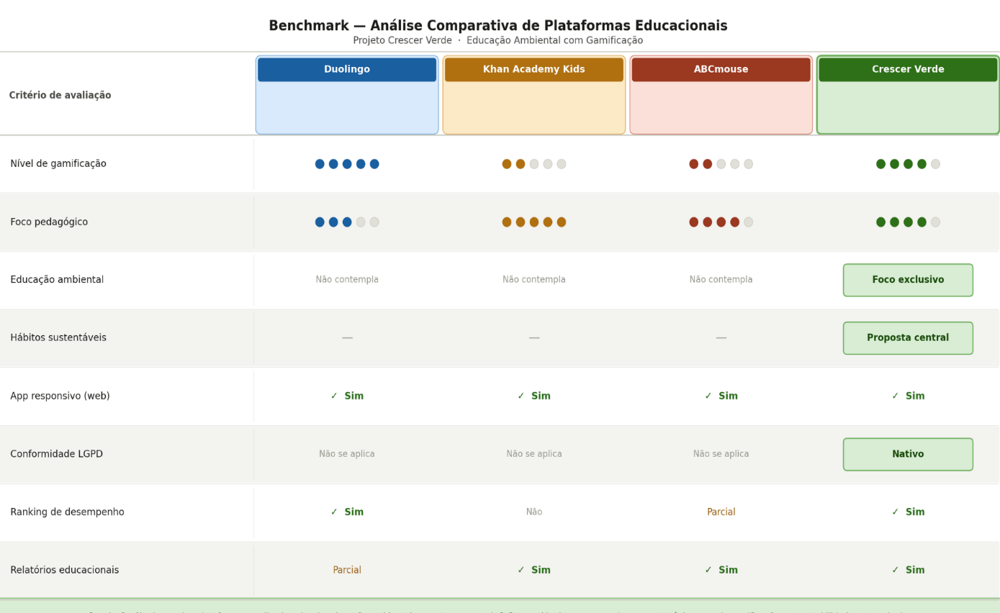 Benchmark — Análise Comparativa de Plataformas Educacionais
Projeto Crescer Verde · Educação Ambiental com Gamificação
Critério de avaliação Duolingo Khan Academy Kids ABCmouse Crescer Verde
Nível de gamificação
Foco pedagógico
Educação ambiental Não contempla Não contempla Não contempla Foco exclusivo
Hábitos sustentáveis — — — Proposta central
App responsivo (web) ✓ Sim ✓ Sim ✓ Sim ✓ Sim
Conformidade LGPD Não se aplica Não se aplica Não se aplica Nativo
Ranking de desempenho ✓ Sim Não Parcial ✓ Sim
Relatórios educacionais Parcial ✓ Sim ✓ Sim ✓ Sim